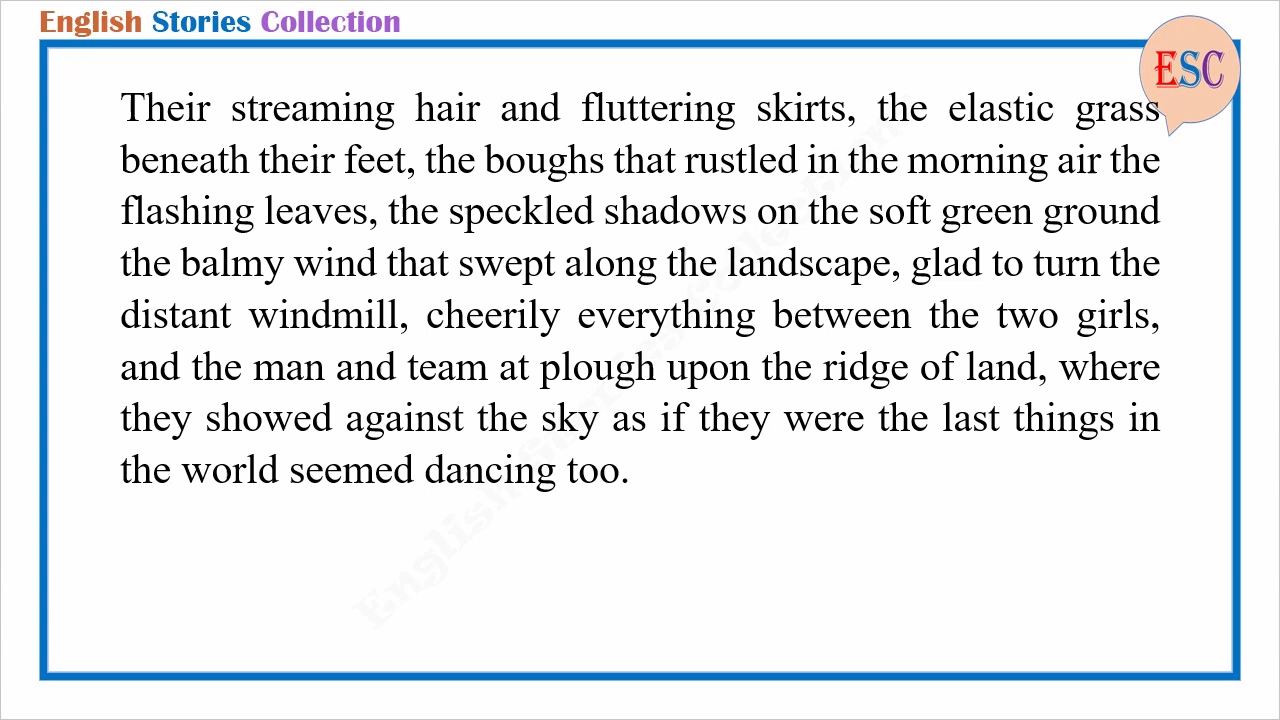 English Stories Collection
ESC
Their streaming hair and fluttering skirts, the elastic grass
beneath their feet, the boughs that rustled in the morning air the
flashing leaves, the speckled shadows on the soft green ground
the balmy wind that swept along the landscape, glad to turn the
distant windmill, cheerily everything between the two girls,
and the man and team at plough upon the ridge of land, where
they showed against the sky as if they were the last things in
the world seemed dancing too.